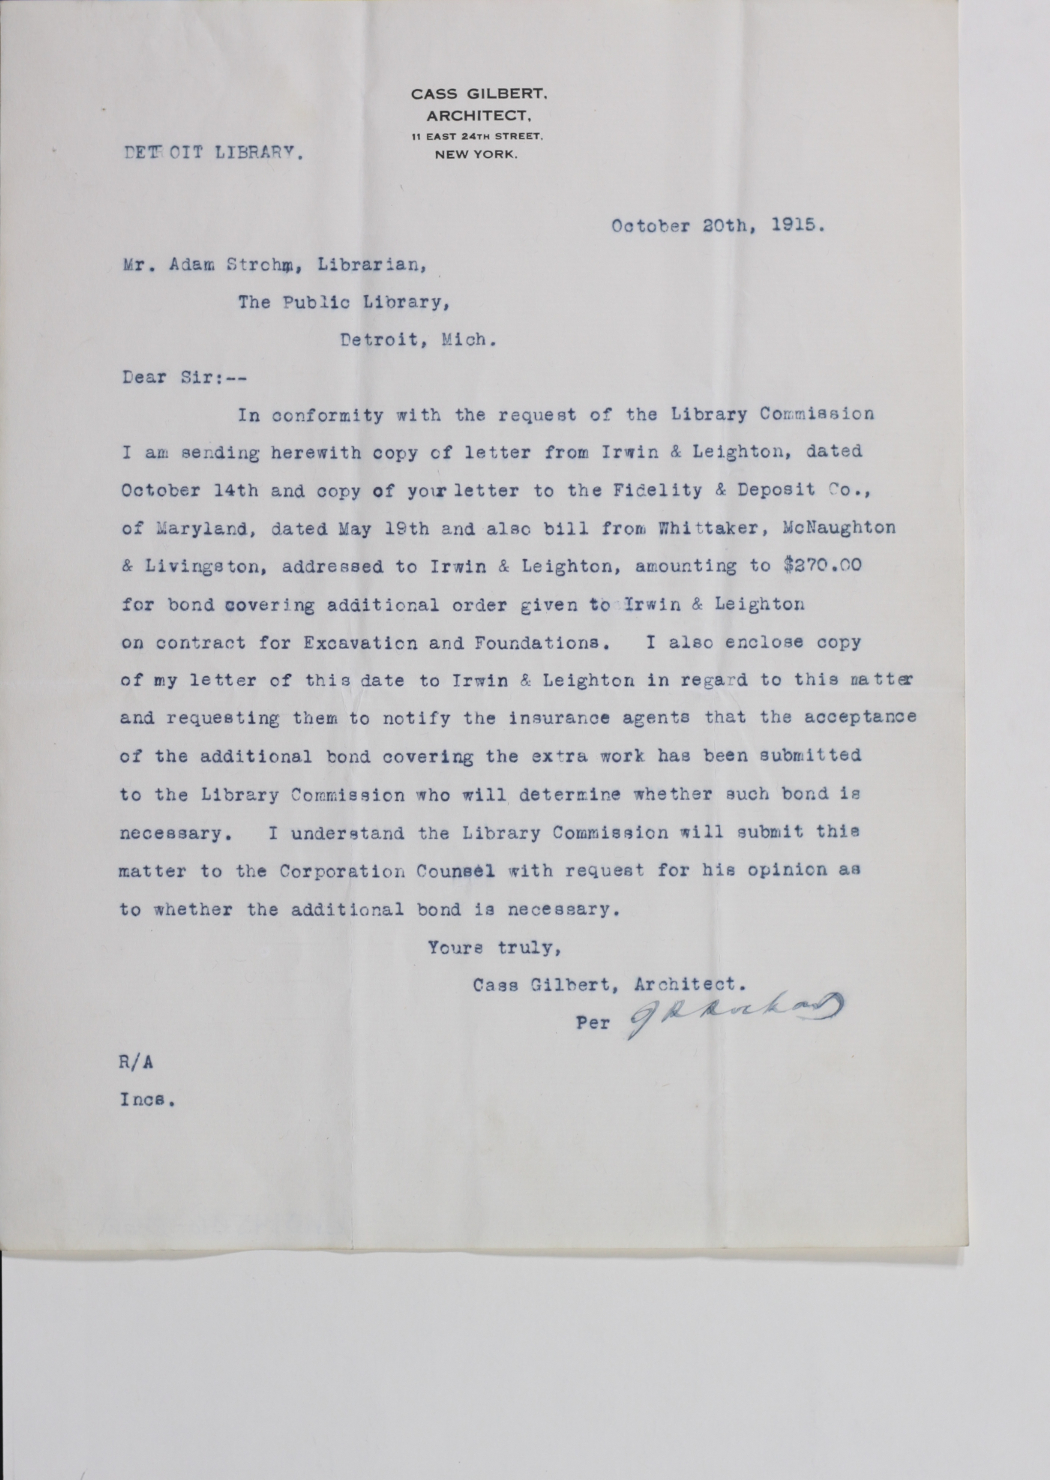 CASS GILBERT,
ARCHITECT,
11 EAST 24TH STREET,
NEW YORK.
DETROIT LIBRARY.
October 20th, 1915.
Mr. Adam Strohm, Librarian,
The Public Library,
Detroit, Mich.
Dear Sir:--
In conformity with the request of the Library Commission
I am sending herewith copy of letter from Irwin & Leighton, dated
October 14th and copy of your letter to the Fidelity & Deposit Co.,
of Maryland, dated May 19th and also bill from Whittaker, McNaughton
& Livingston, addressed to Irwin & Leighton, amounting to $270.00
for bond covering additional order given to Irwin & Leighton
on contract for Excavation and Foundations. I also enclose copy
of my letter of this date to Irwin & Leighton in regard to this matter
and requesting them to notify the insurance agents that the acceptance
of the additional bond covering the extra work has been submitted
to the Library Commission who will determine whether such bond is
necessary. I understand the Library Commission will submit this
matter to the Corporation Counsel with request for his opinion as
to whether the additional bond is necessary.
Yours truly,
Cass Gilbert, Architect.
Per
R/A
Incs.